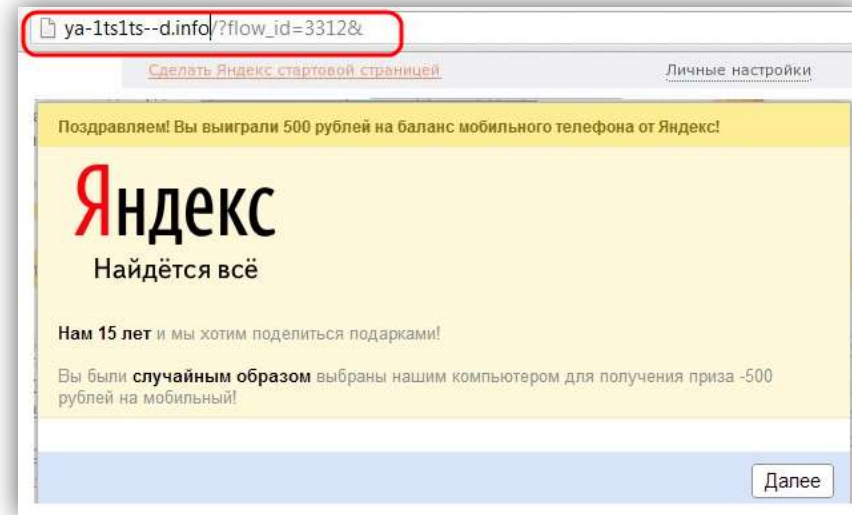 ya-1ts1ts--d.info/?flow_id=3312&
Сделать Яндекс стартовой страницей Личные настройки
Поздравляем! Вы выиграли 500 рублей на баланс мобильного телефона от Яндекс!
Яндекс
Найдётся всё
Нам 15 лет и мы хотим поделиться подарками!
Вы были случайным образом выбраны нашим компьютером для получения приза -500
рублей на мобильный!
Далее